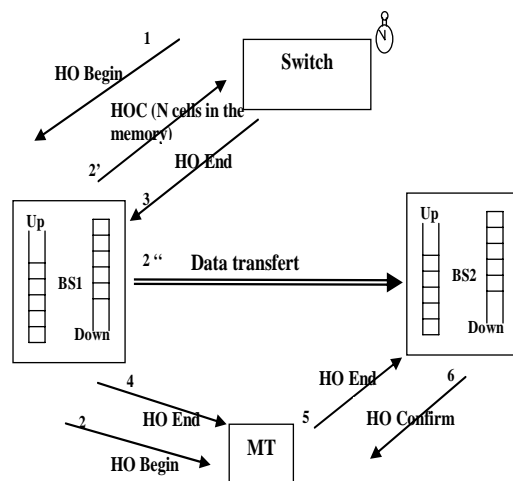 1
Switch
HO Begin
HOC (N cells in the
memory)
2'
HO End
3
Up
BS1
Down
2 “
Data transfert
Up
BS2
Down
4
HO End
2
HO Begin
MT
5
HO End
6
HO Confirm